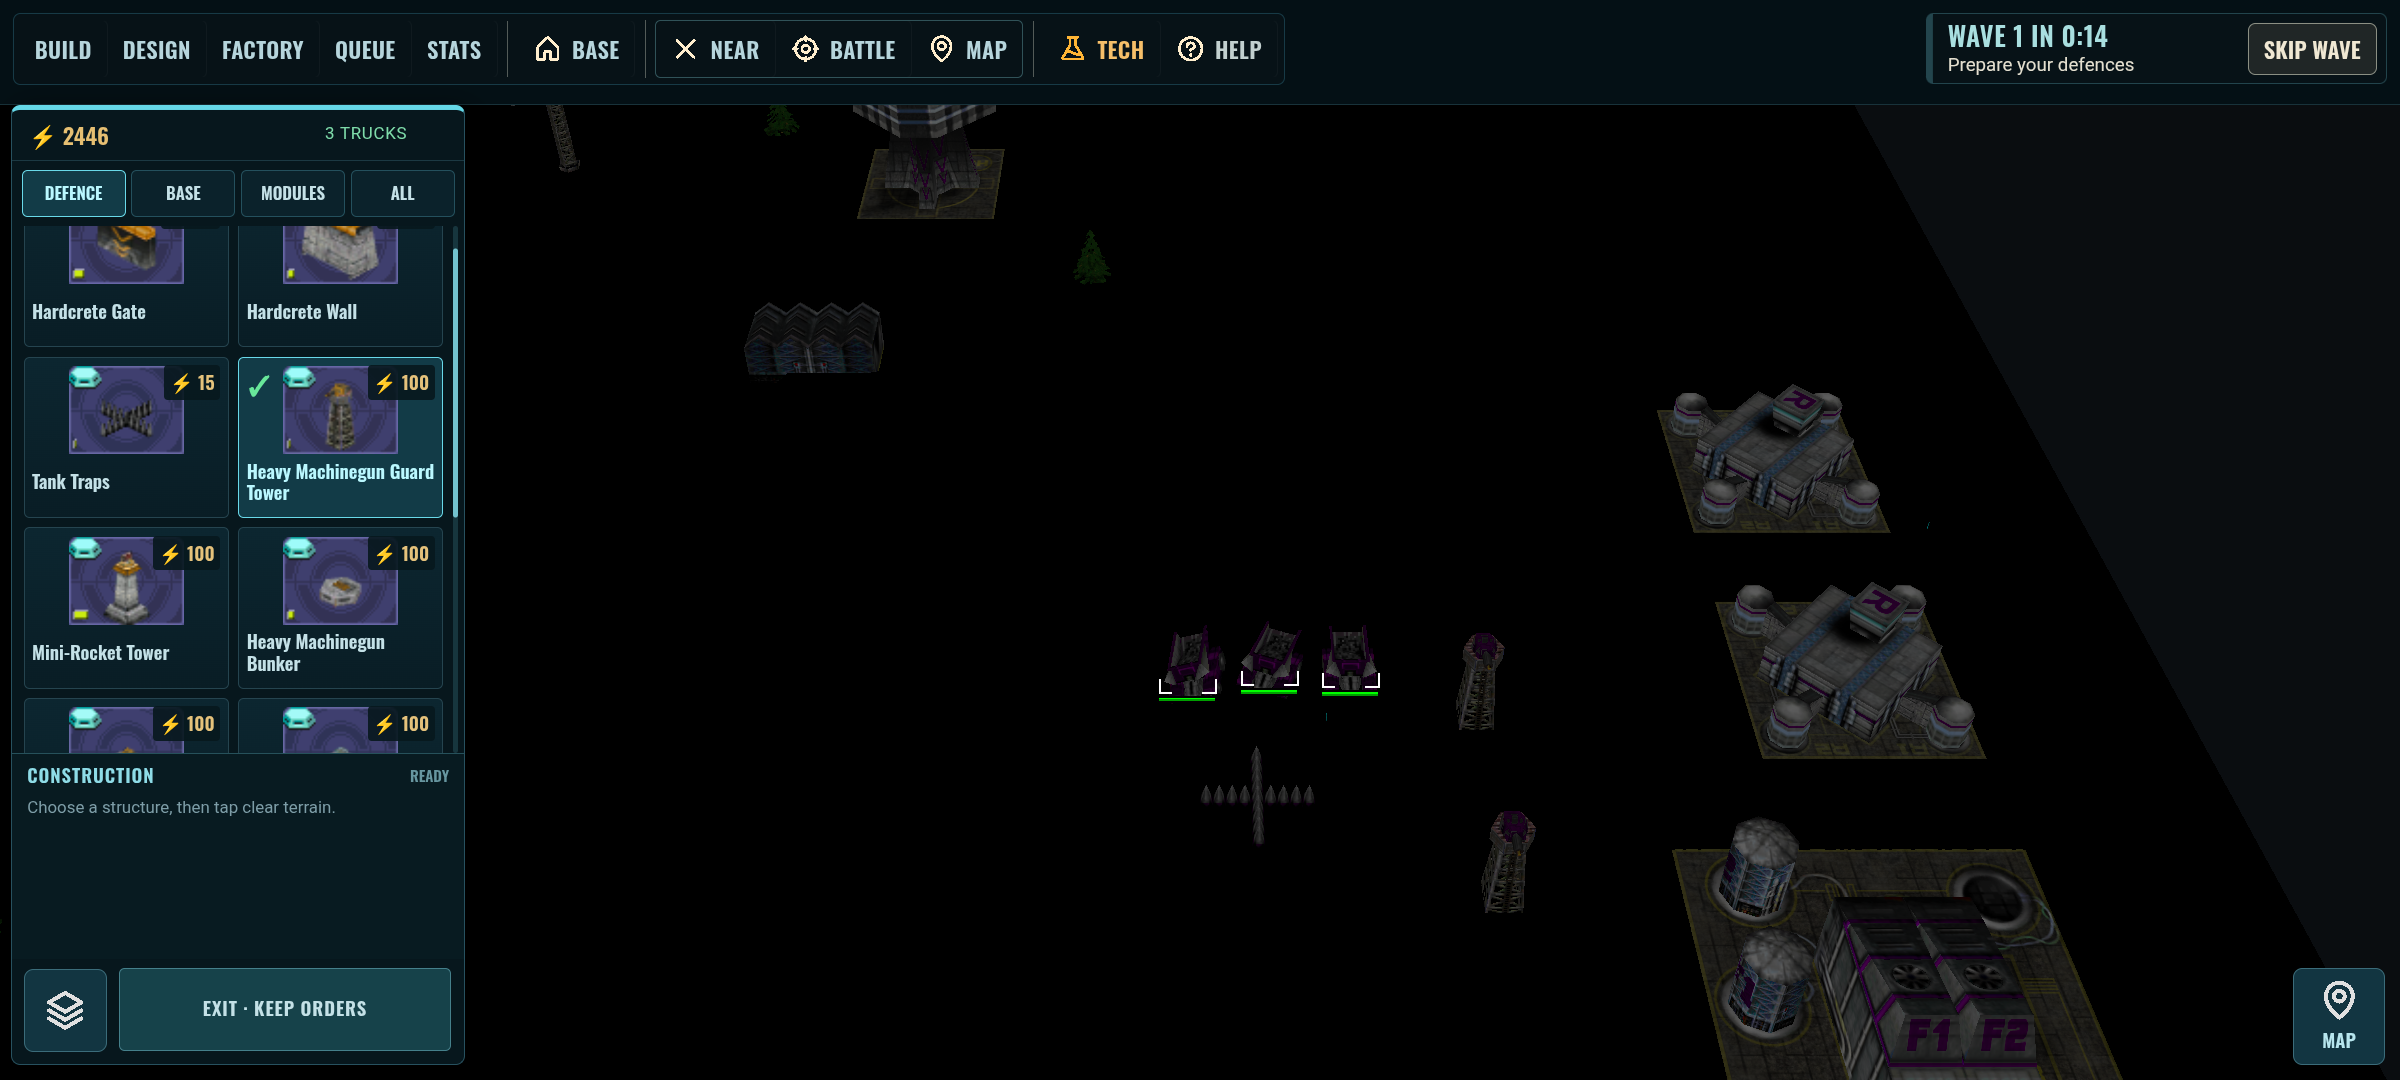 BUILD
DESIGN
FACTORY
QUEUE
STATS
BASE
NEAR
BATTLE
MAP
TECH
HELP
WAVE 1 IN 0:14
Prepare your defences
SKIP WAVE
2446
3 TRUCKS
DEFENCE
BASE
MODULES
ALL
Hardcrete Gate
Hardcrete Wall
15
Tank Traps
100
Heavy Machinegun Guard
Tower
100
Mini-Rocket Tower
100
Heavy Machinegun
Bunker
100
100
CONSTRUCTION
READY
Choose a structure, then tap clear terrain.
EXIT · KEEP ORDERS
R
R
F1
F2
MAP